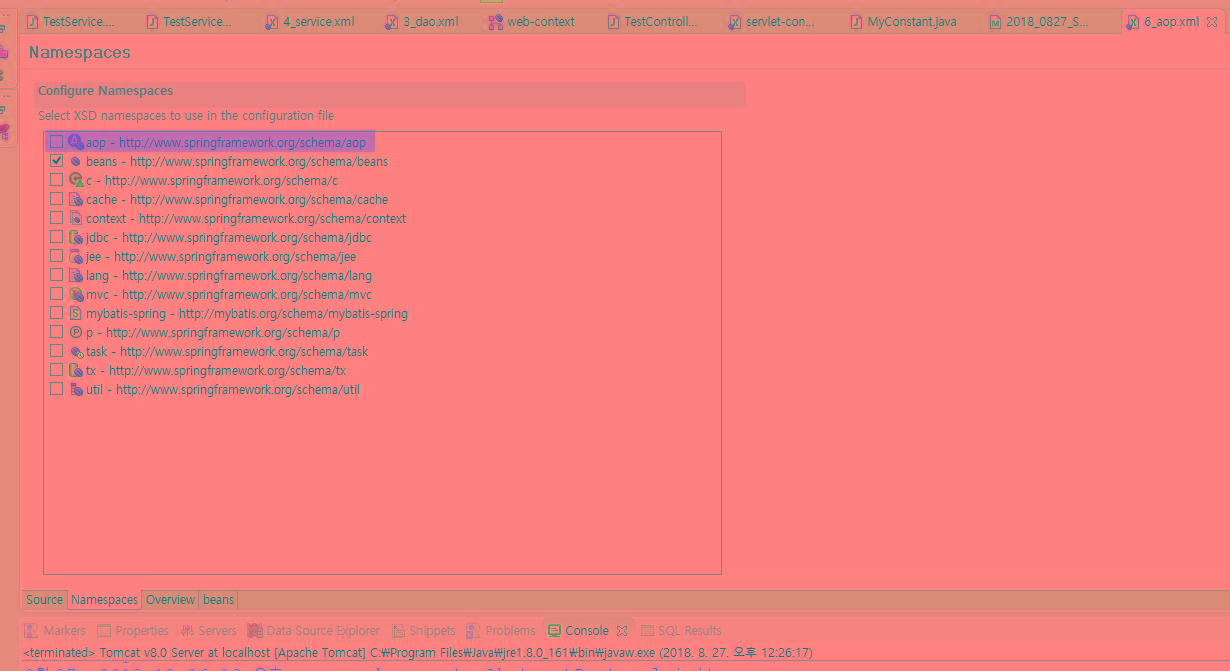 TestService.... TestService... 4_service.xml 3_dao.xml web-context TestControll... servlet-con... MyConstant.java 2018_0827_S... 6_aop.xml
Namespaces
Configure Namespaces
Select XSD namespaces to use in the configuration file
aop - http://www.springframework.org/schema/aop
beans - http://www.springframework.org/schema/beans
c - http://www.springframework.org/schema/c
cache - http://www.springframework.org/schema/cache
context - http://www.springframework.org/schema/context
jdbc - http://www.springframework.org/schema/jdbc
jee - http://www.springframework.org/schema/jee
lang - http://www.springframework.org/schema/lang
mvc - http://www.springframework.org/schema/mvc
mybatis-spring - http://mybatis.org/schema/mybatis-spring
p - http://www.springframework.org/schema/p
task - http://www.springframework.org/schema/task
tx - http://www.springframework.org/schema/tx
util - http://www.springframework.org/schema/util
Source Namespaces Overview beans
Markers Properties Servers Data Source Explorer Snippets Problems Console SQL Results
<terminated> Tomcat v8.0 Server at localhost [Apache Tomcat] C:₩Program Files₩Java₩jre1.8.0_161₩bin₩javaw.exe (2018. 8. 27. 오후 12:26:17)